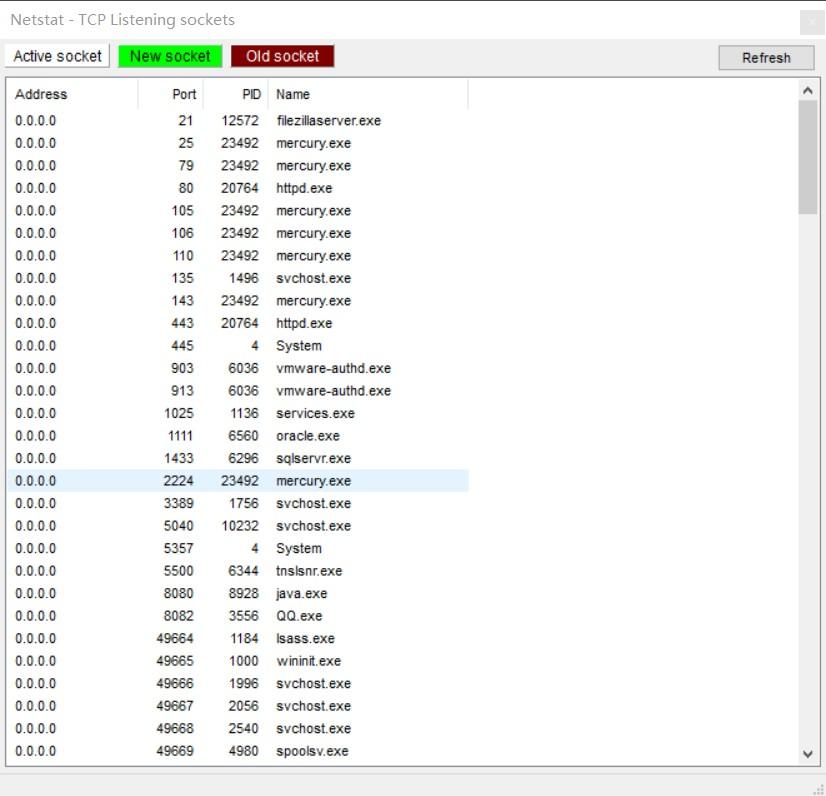 Netstat - TCP Listening sockets
Active socket New socket Old socket Refresh
Address Port PID Name
0.0.0.0 21 12572 filezillaserver.exe
0.0.0.0 25 23492 mercury.exe
0.0.0.0 79 23492 mercury.exe
0.0.0.0 80 20764 httpd.exe
0.0.0.0 105 23492 mercury.exe
0.0.0.0 106 23492 mercury.exe
0.0.0.0 110 23492 mercury.exe
0.0.0.0 135 1496 svchost.exe
0.0.0.0 143 23492 mercury.exe
0.0.0.0 443 20764 httpd.exe
0.0.0.0 445 4 System
0.0.0.0 903 6036 vmware-authd.exe
0.0.0.0 913 6036 vmware-authd.exe
0.0.0.0 1025 1136 services.exe
0.0.0.0 1111 6560 oracle.exe
0.0.0.0 1433 6296 sqlservr.exe
0.0.0.0 2224 23492 mercury.exe
0.0.0.0 3389 1756 svchost.exe
0.0.0.0 5040 10232 svchost.exe
0.0.0.0 5357 4 System
0.0.0.0 5500 6344 tnslsnr.exe
0.0.0.0 8080 8928 java.exe
0.0.0.0 8082 3556 QQ.exe
0.0.0.0 49664 1184 lsass.exe
0.0.0.0 49665 1000 wininit.exe
0.0.0.0 49666 1996 svchost.exe
0.0.0.0 49667 2056 svchost.exe
0.0.0.0 49668 2540 svchost.exe
0.0.0.0 49669 4980 spoolsv.exe